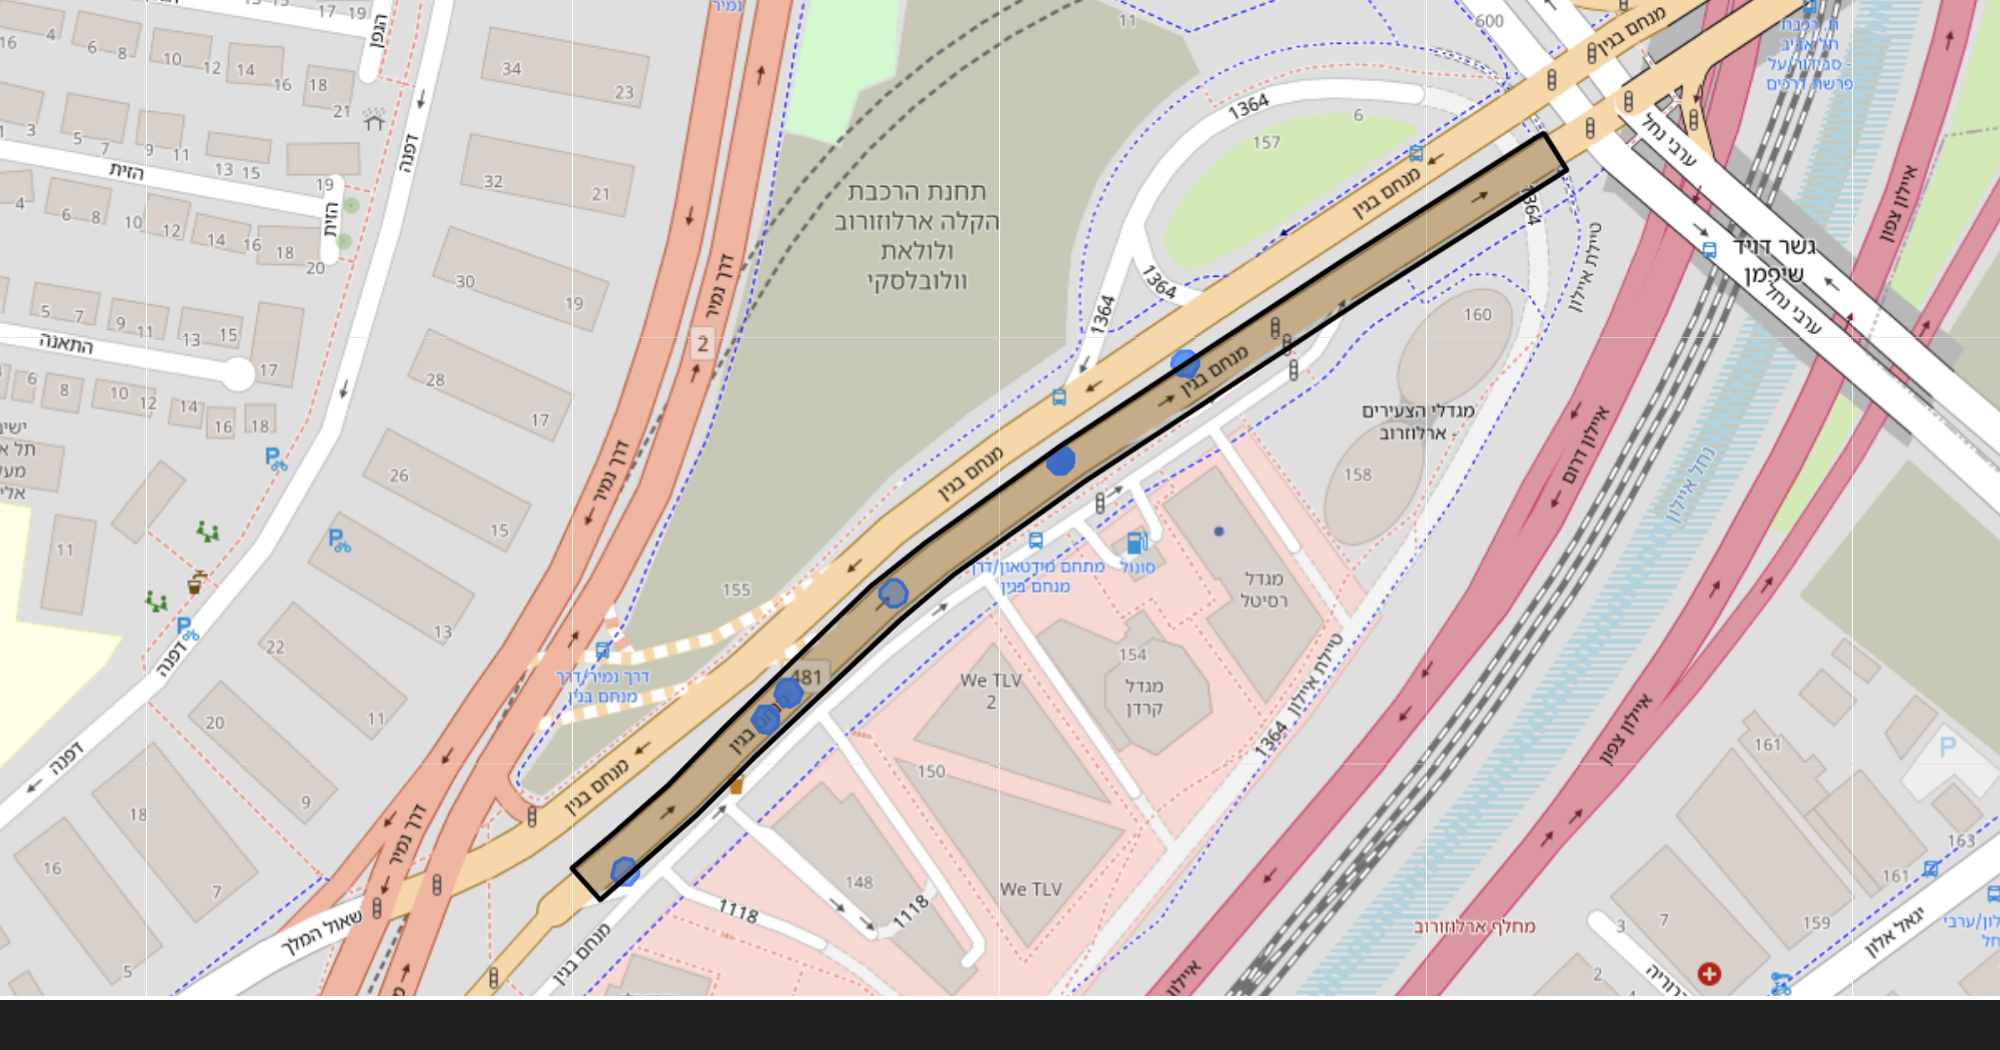 17 19
הגפן
נמיר
11
600
מנחם בגין
ת. רכבת
תל אביב
- סבידור/על
פרשת דרכים
16
4
6
8
10
12
14
16
18
21
34
23
1364
6
157
ערבי נחל
3
5
7
9
11
13
15
דפנה
הזית
19
32
21
תחנת הרכבת
הקלה ארלוזורוב
ולולאת
וולובלסקי
מנחם בגין
1364
איילון צפון
4
6
8
10
12
14
16
18
20
הזית
30
19
דרך נמיר
1364
1364
טיילת איילון
גשר דויד
שיפמן
ערבי נחל
5
7
9
11
13
15
התאנה
17
2
160
מנחם בגין
6
8
10
12
14
16
18
28
17
מגדלי הצעירים
- ארלוזורוב
איילון דרום
26
15
דרך נמיר
מנחם בגין
158
נחל איילון
11
13
22
155
מתחם מידטאון/דרך
מנחם בגין
סונול
מגדל
רסיטל
דפנה
דרך נמיר/דרך
מנחם בגין
481
We TLV
2
154
מגדל
קרדן
טיילת איילון
1364
20
11
9
18
דפנה
מנחם בגין
בגין
150
איילון צפון
161
P
16
7
5
דרך נמיר
שאול המלך
148
1118
1118
We TLV
מנחם בגין
מחלף ארלוזורוב
איילון
3
7
2
159
161
163
יגאל אלון